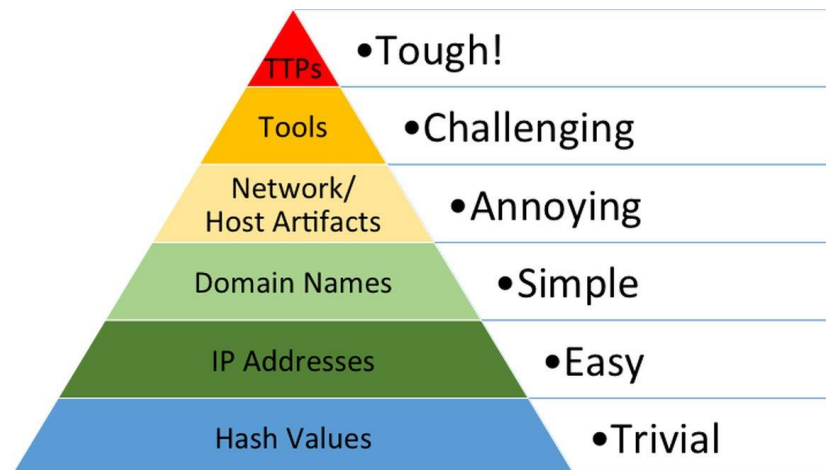 TTPs
•Tough!
Tools
•Challenging
Network/
Host Artifacts
•Annoying
Domain Names
•Simple
IP Addresses
•Easy
Hash Values
•Trivial